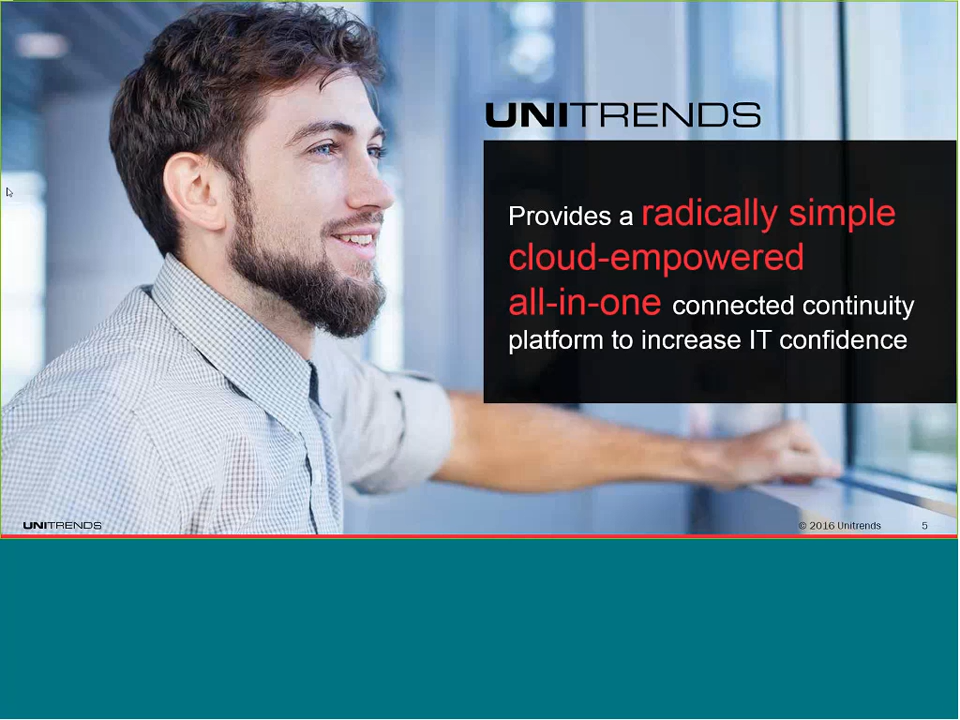 UNITRENDS
Provides a radically simple
cloud-empowered
all-in-one connected continuity
platform to increase IT confidence
UNITRENDS
© 2016 Unitrends 5